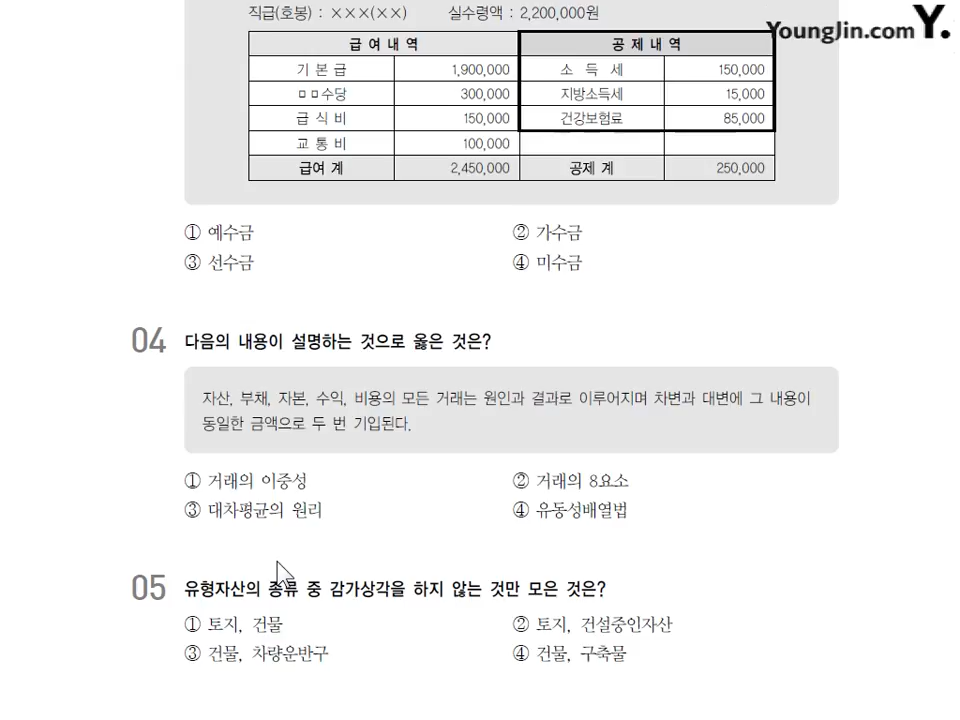 직급(호봉) : ×××(××) 실수령액 : 2,200,000원
YoungJin.com Y.
급 여 내 역 공 제 내 역
기 본 급 1,900,000 소 득 세 150,000
ㅁㅁ수당 300,000 지방소득세 15,000
급 식 비 150,000 건강보험료 85,000
교 통 비 100,000
급여 계 2,450,000 공제 계 250,000
① 예수금 ② 가수금
③ 선수금 ④ 미수금
04 다음의 내용이 설명하는 것으로 옳은 것은?
자산, 부채, 자본, 수익, 비용의 모든 거래는 원인과 결과로 이루어지며 차변과 대변에 그 내용이
동일한 금액으로 두 번 기입된다.
① 거래의 이중성 ② 거래의 8요소
③ 대차평균의 원리 ④ 유동성배열법
05 유형자산의 종류 중 감가상각을 하지 않는 것만 모은 것은?
① 토지, 건물 ② 토지, 건설중인자산
③ 건물, 차량운반구 ④ 건물, 구축물